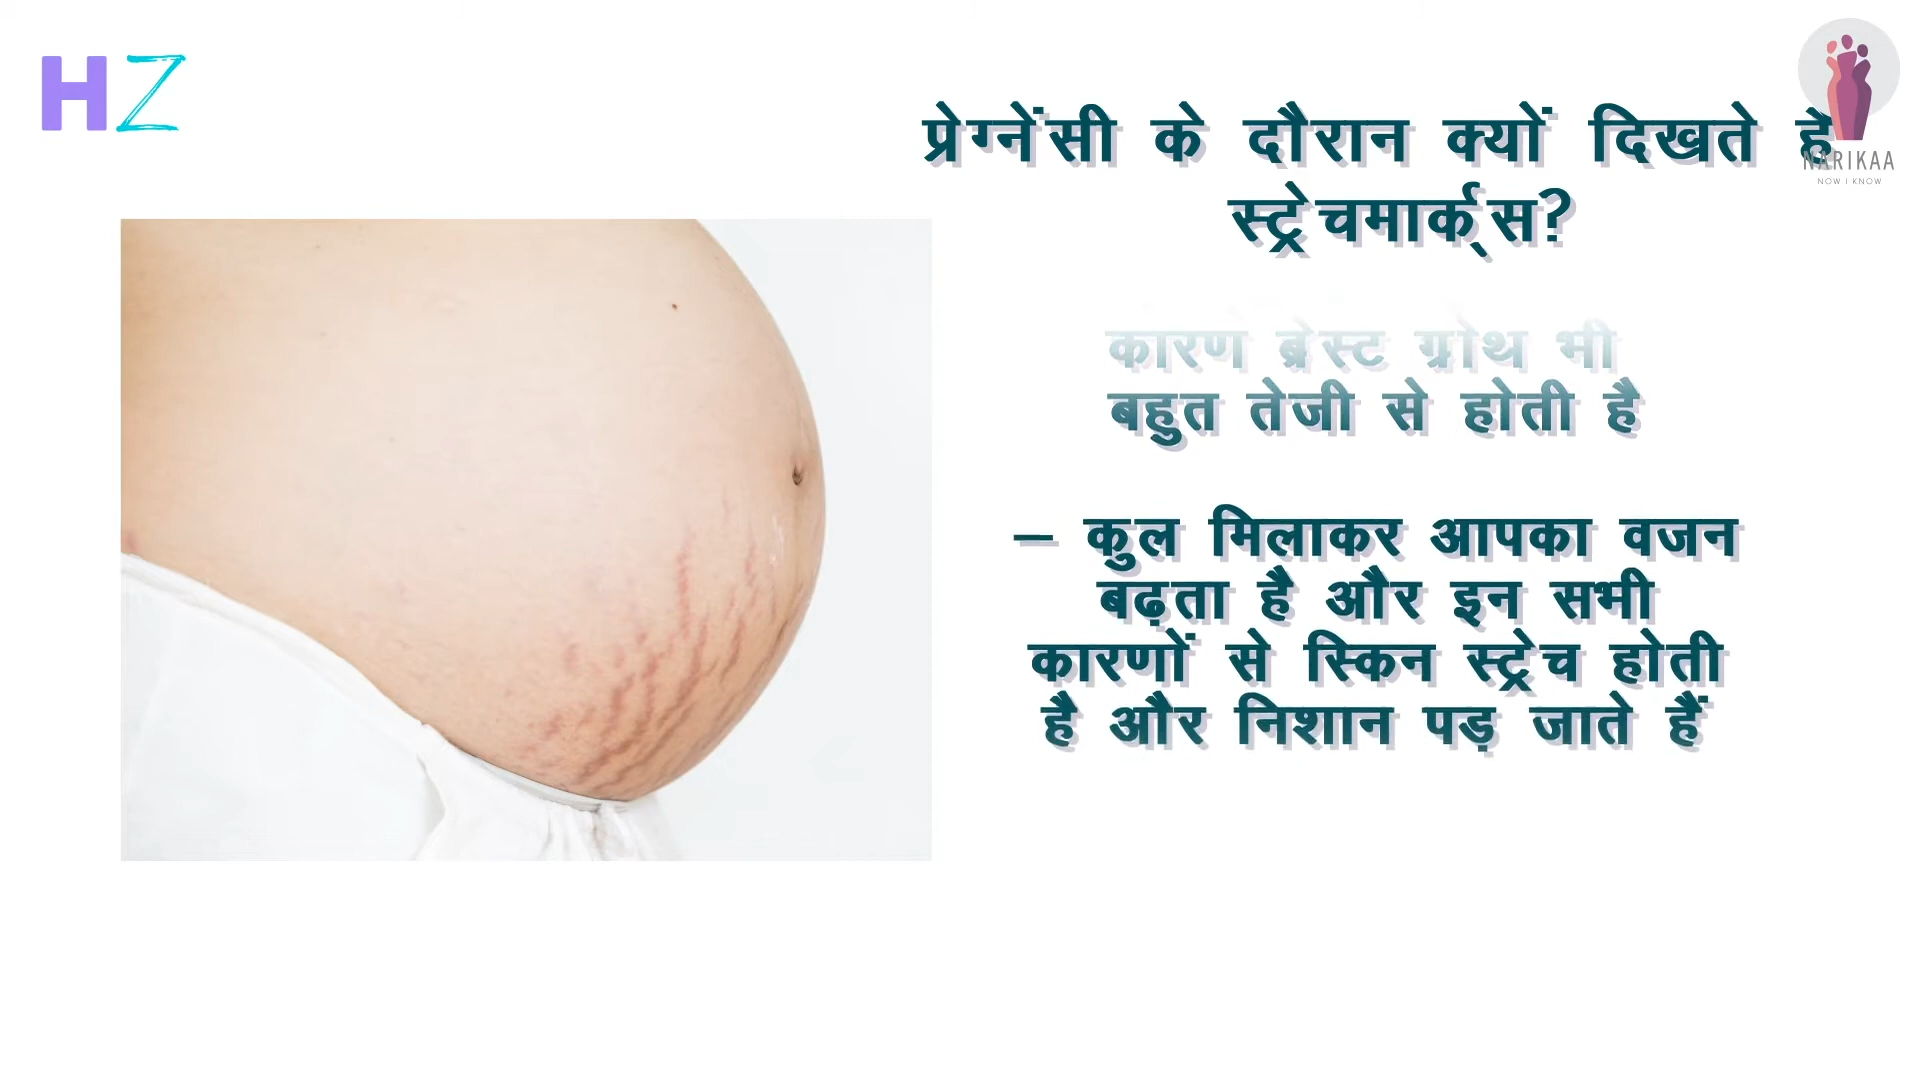 HZ
प्रेग्नेंसी के दौरान क्यों दिखते हैं
स्ट्रेचमार्क्स?
कारण ब्रेस्ट ग्रोथ भी
बहुत तेजी से होती है
– कुल मिलाकर आपका वजन
बढ़ता है और इन सभी
कारणों से स्किन स्ट्रेच होती
है और निशान पड़ जाते हैं
NARIKAA
NOW I KNOW